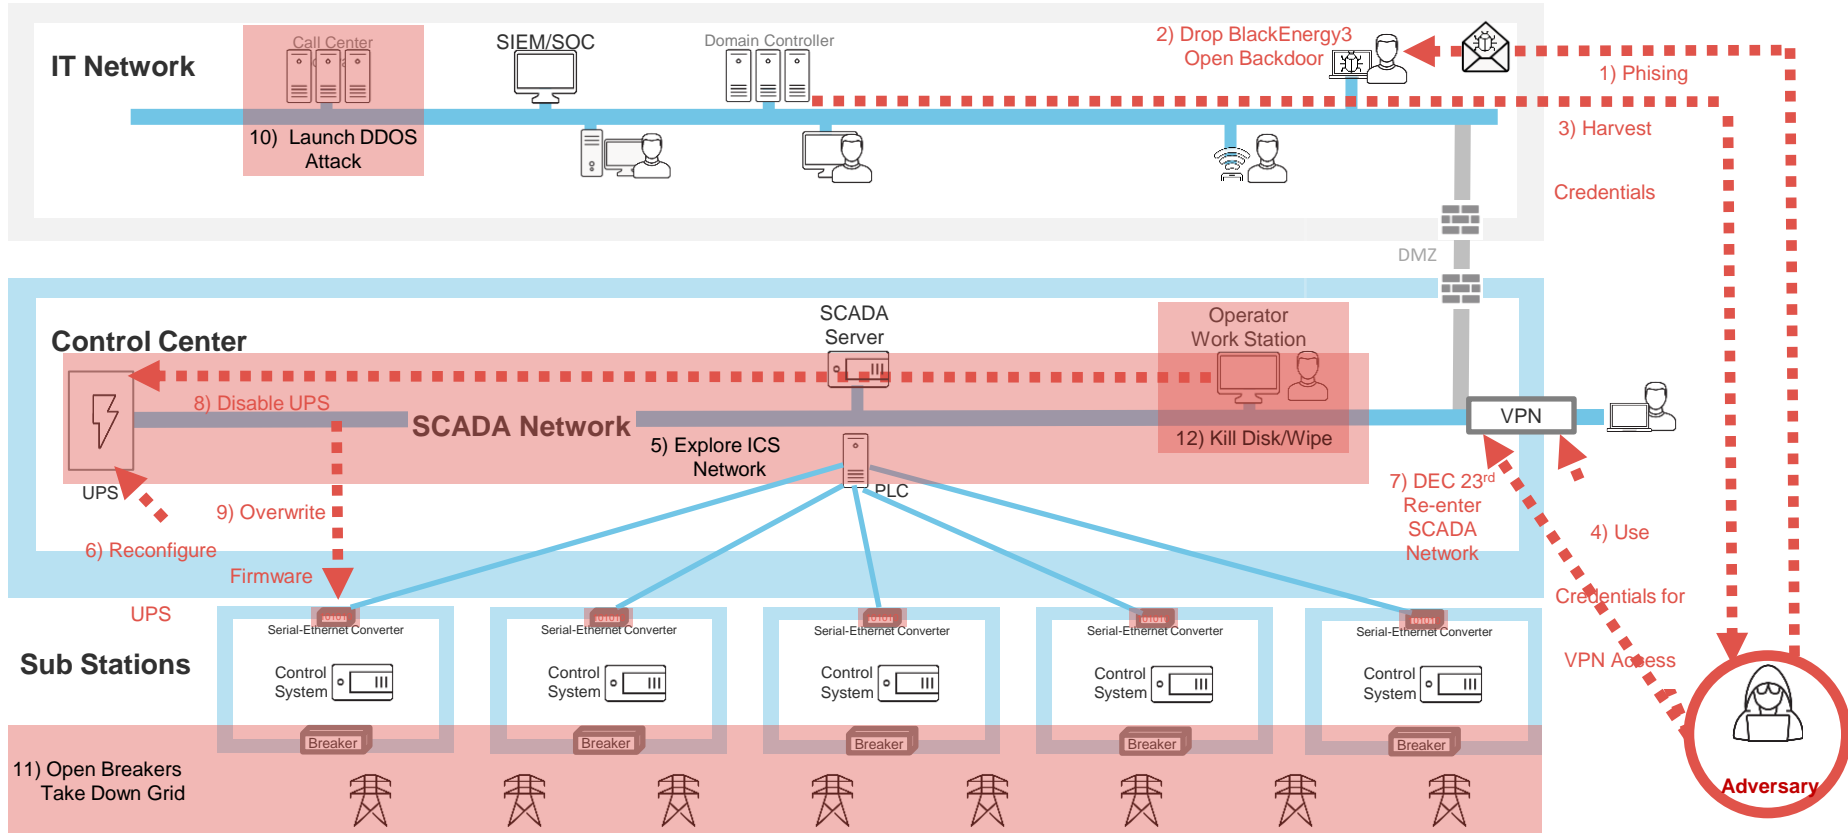 IT Network
Call Center
SIEM/SOC
Domain Controller
2) Drop BlackEnergy3
Open Backdoor
1) Phising
3) Harvest
Credentials
10) Launch DDOS
Attack
DMZ
Control Center
SCADA
Server
Operator
Work Station
8) Disable UPS
SCADA Network
5) Explore ICS
Network
12) Kill Disk/Wipe
VPN
UPS
PLC
7) DEC 23rd
Re-enter
SCADA
Network
4) Use
Credentials for
VPN Access
9) Overwrite
Firmware
6) Reconfigure
UPS
Sub Stations
Serial-Ethernet Converter
Serial-Ethernet Converter
Serial-Ethernet Converter
Serial-Ethernet Converter
Serial-Ethernet Converter
Control
System
Control
System
Control
System
Control
System
Control
System
Breaker
Breaker
Breaker
Breaker
Breaker
11) Open Breakers
Take Down Grid
Adversary